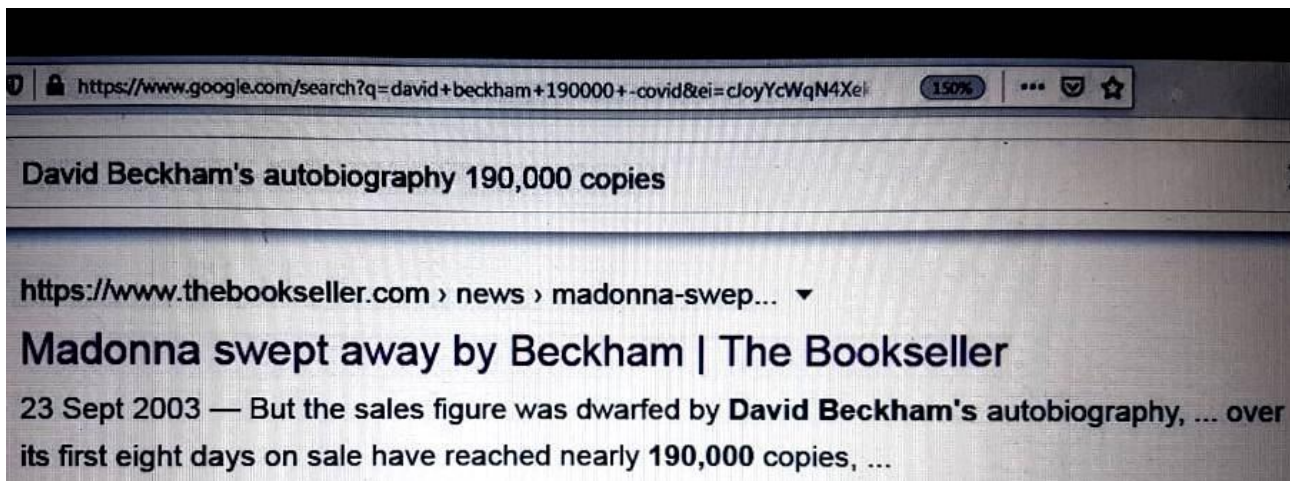 https://www.google.com/search?q=david+beckham+190000+-covid&ei=cJoyYcWqN4Xel 150% ...
David Beckham's autobiography 190,000 copies
https://www.thebookseller.com › news › madonna-swep...
Madonna swept away by Beckham | The Bookseller
23 Sept 2003 — But the sales figure was dwarfed by David Beckham's autobiography, ... over
its first eight days on sale have reached nearly 190,000 copies, ...